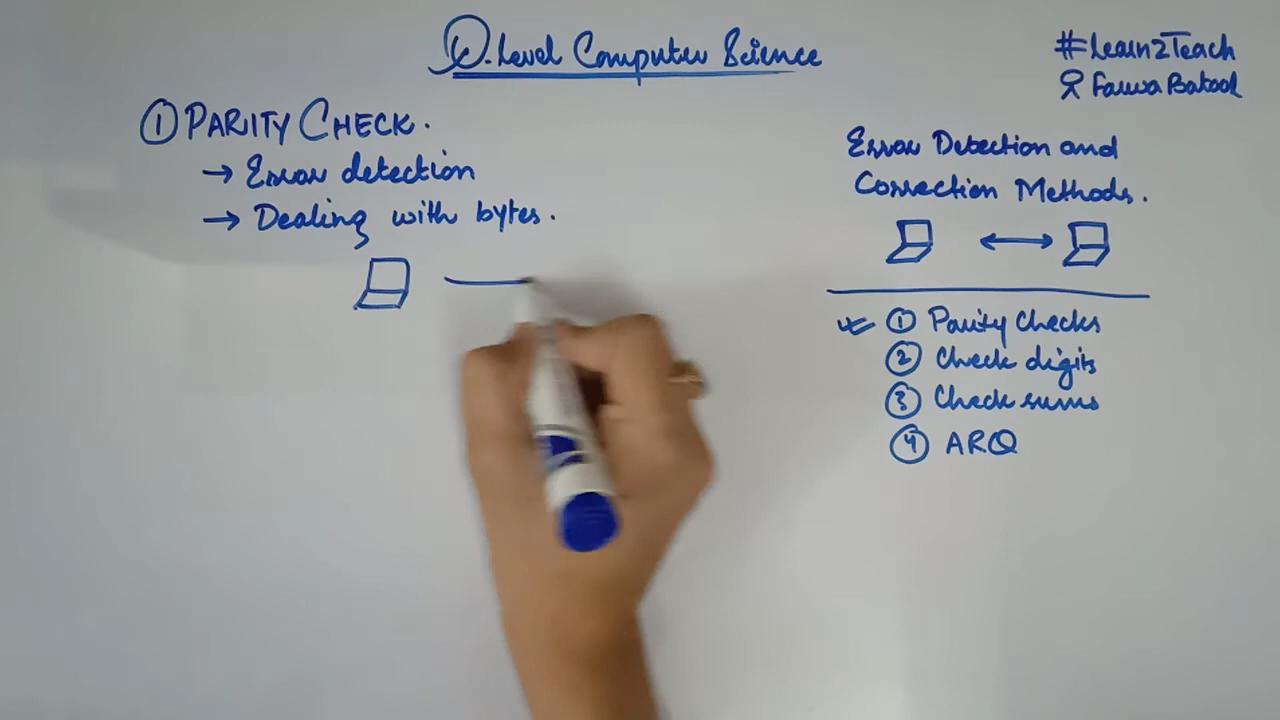 O. Level Computer Science
#Learn2Teach
Farwa Batool
① PARITY CHECK.
→ Error detection
→ Dealing with bytes.
Error Detection and
Correction Methods.
① Parity Checks
② Check digits
③ Check sums
④ ARQ